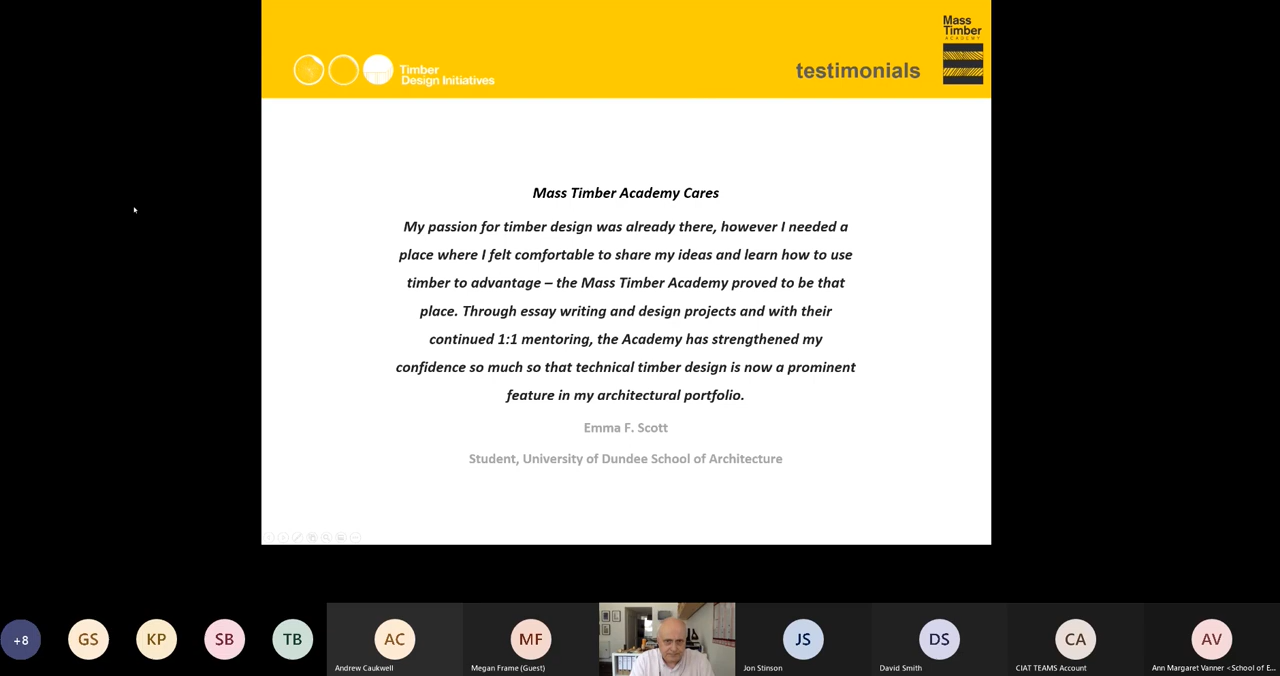 Mass
Timber
ACADEMY
Timber
Design Initiatives
testimonials
Mass Timber Academy Cares
My passion for timber design was already there, however I needed a
place where I felt comfortable to share my ideas and learn how to use
timber to advantage – the Mass Timber Academy proved to be that
place. Through essay writing and design projects and with their
continued 1:1 mentoring, the Academy has strengthened my
confidence so much so that technical timber design is now a prominent
feature in my architectural portfolio.
Emma F. Scott
Student, University of Dundee School of Architecture
+8
GS
KP
SB
TB
AC
MF
JS
DS
CA
AV
Andrew Caukwell
Megan Frame (Guest)
Jon Stinson
David Smith
CIAT TEAMS Account
Ann Margaret Vanner <School of E...